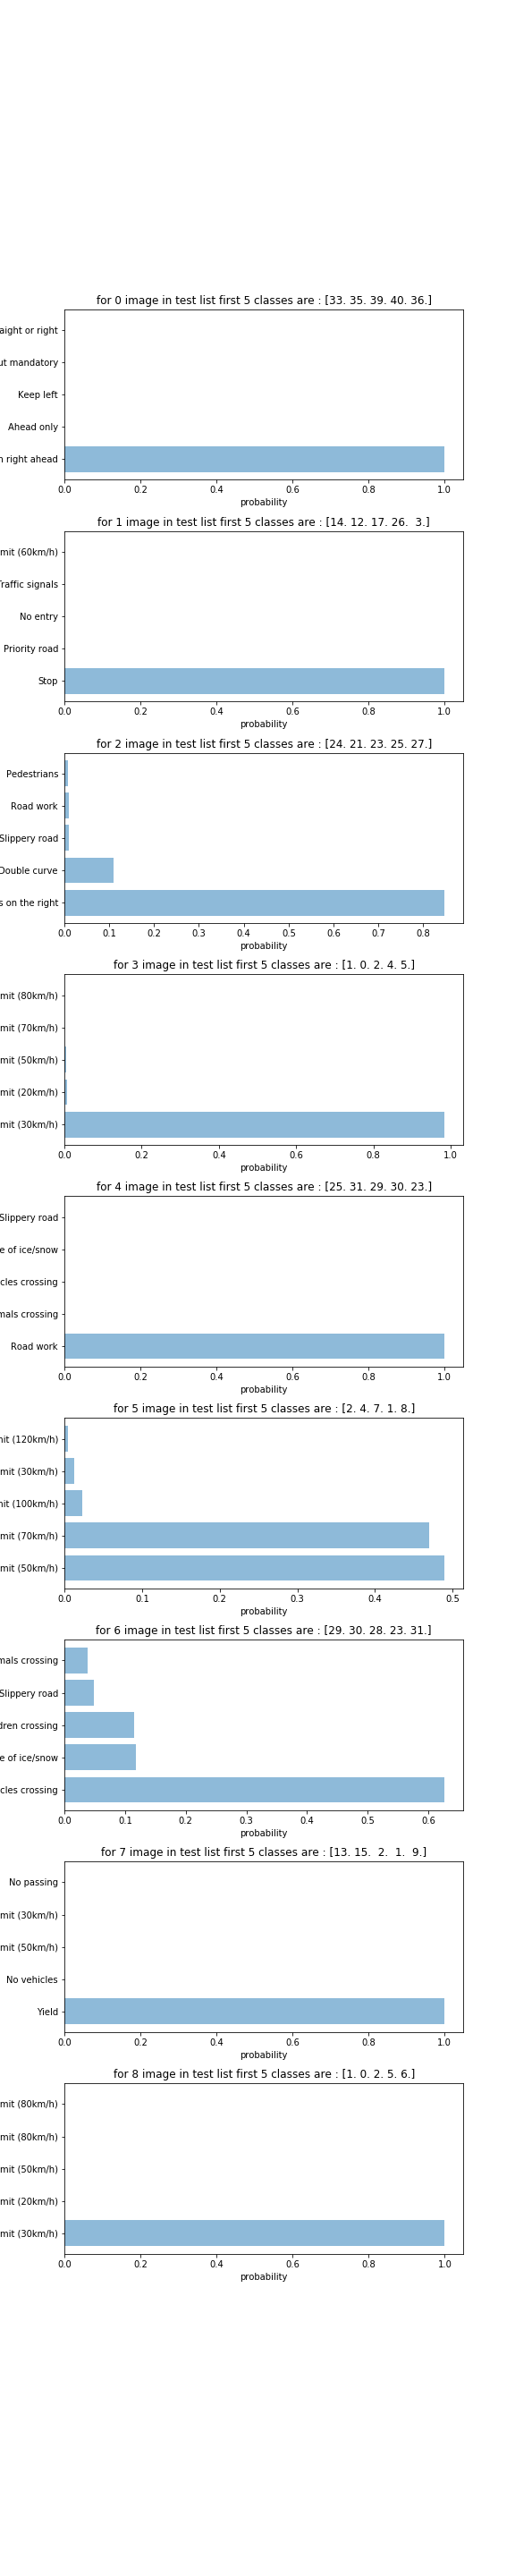 for 0 image in test list first 5 classes are : [33. 35. 39. 40. 36.]
aight or right
ut mandatory
Keep left
Ahead only
n right ahead
0.0 0.2 0.4 0.6 0.8 1.0
probability
for 1 image in test list first 5 classes are : [14. 12. 17. 26.  3.]
mit (60km/h)
Traffic signals
No entry
Priority road
Stop
0.0 0.2 0.4 0.6 0.8 1.0
probability
for 2 image in test list first 5 classes are : [24. 21. 23. 25. 27.]
Pedestrians
Road work
Slippery road
Double curve
s on the right
0.0 0.1 0.2 0.3 0.4 0.5 0.6 0.7 0.8
probability
for 3 image in test list first 5 classes are : [1. 0. 2. 4. 5.]
mit (80km/h)
mit (70km/h)
mit (50km/h)
mit (20km/h)
mit (30km/h)
0.0 0.2 0.4 0.6 0.8 1.0
probability
for 4 image in test list first 5 classes are : [25. 31. 29. 30. 23.]
Slippery road
e of ice/snow
cles crossing
mals crossing
Road work
0.0 0.2 0.4 0.6 0.8 1.0
probability
for 5 image in test list first 5 classes are : [2. 4. 7. 1. 8.]
nit (120km/h)
mit (30km/h)
nit (100km/h)
mit (70km/h)
mit (50km/h)
0.0 0.1 0.2 0.3 0.4 0.5
probability
for 6 image in test list first 5 classes are : [29. 30. 28. 23. 31.]
mals crossing
Slippery road
dren crossing
e of ice/snow
cles crossing
0.0 0.1 0.2 0.3 0.4 0.5 0.6
probability
for 7 image in test list first 5 classes are : [13. 15.  2.  1.  9.]
No passing
mit (30km/h)
mit (50km/h)
No vehicles
Yield
0.0 0.2 0.4 0.6 0.8 1.0
probability
for 8 image in test list first 5 classes are : [1. 0. 2. 5. 6.]
mit (80km/h)
mit (80km/h)
mit (50km/h)
mit (20km/h)
mit (30km/h)
0.0 0.2 0.4 0.6 0.8 1.0
probability